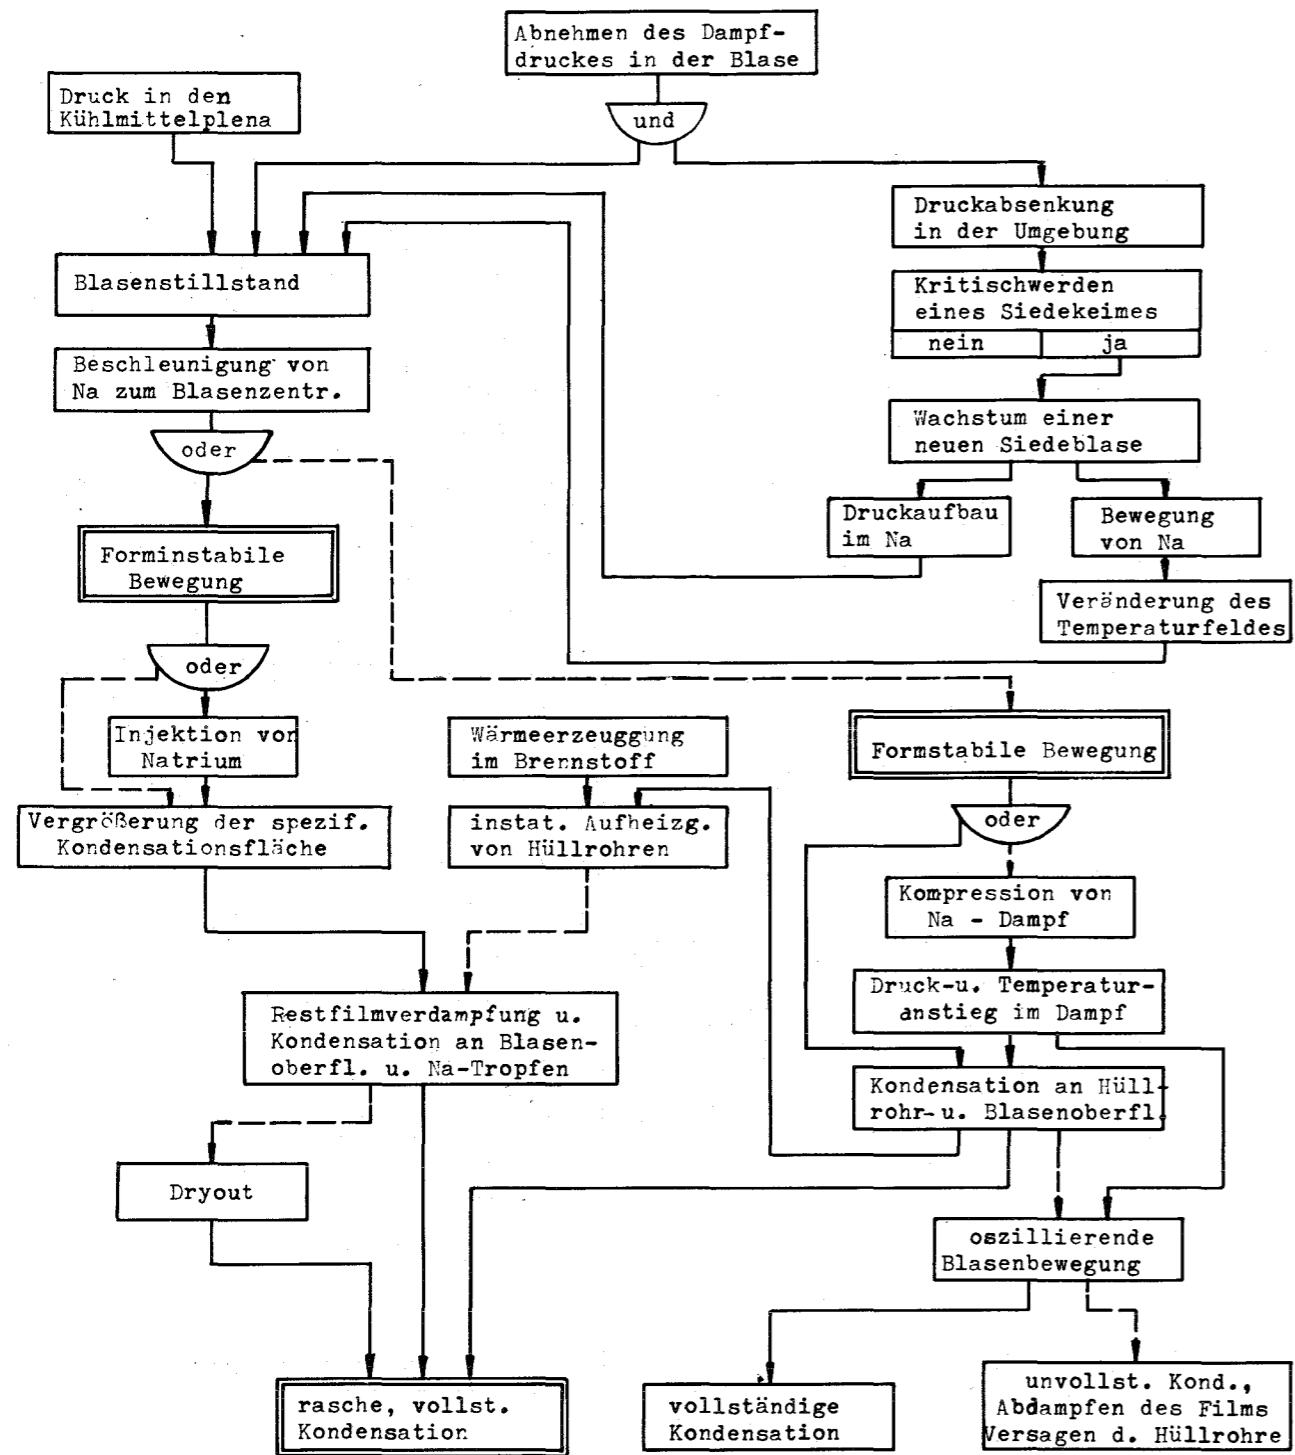 Abnehmen des Dampf-
druckes in der Blase
Druck in den
Kühlmittelplena
und
Druckabsenkung
in der Umgebung
Blasenstillstand
Kritischwerden
eines Siedekeimes
nein
ja
Beschleunigung von
Na zum Blasenzentr.
Wachstum einer
neuen Siedeblase
oder
Druckaufbau
im Na
Bewegung
von Na
Forminstabile
Bewegung
Veränderung des
Temperaturfeldes
oder
Injektion von
Natrium
Wärmeerzeuggung
im Brennstoff
Formstabile Bewegung
Vergrößerung der spezif.
Kondensationsfläche
instat. Aufheizg.
von Hüllrohren
oder
Kompression von
Na - Dampf
Druck-u. Temperatur-
anstieg im Dampf
Restfilmverdampfung u.
Kondensation an Blasen-
oberfl. u. Na-Tropfen
Kondensation an Hüll-
rohr-u. Blasenoberfl.
Dryout
oszillierende
Blasenbewegung
rasche, vollst.
Kondensation
vollständige
Kondensation
unvollst. Kond.,
Abdampfen des Films
Versagen d. Hüllrohre